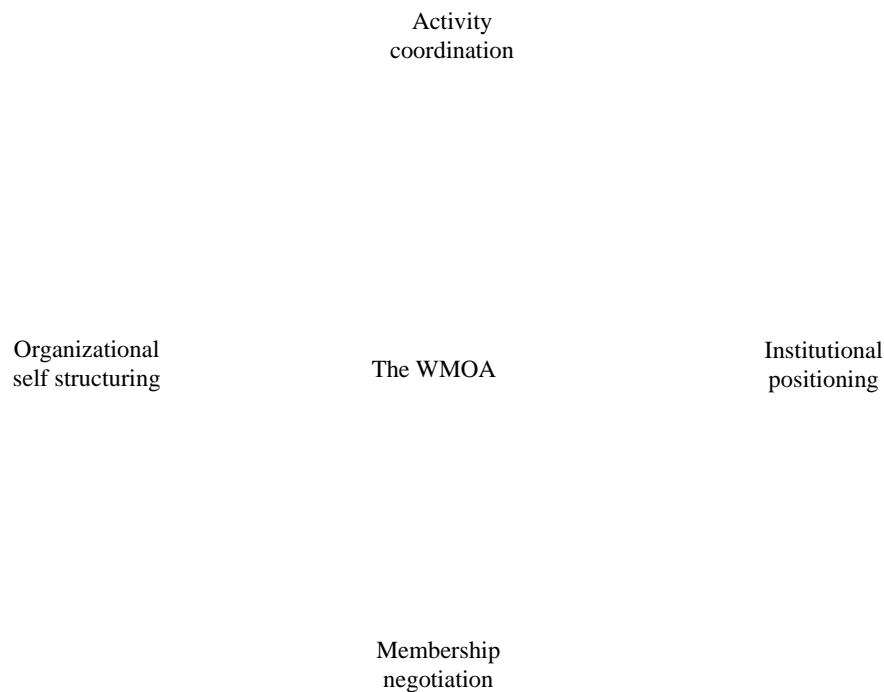 Activity
coordination
Organizational
self structuring
The WMOA
Institutional
positioning
Membership
negotiation